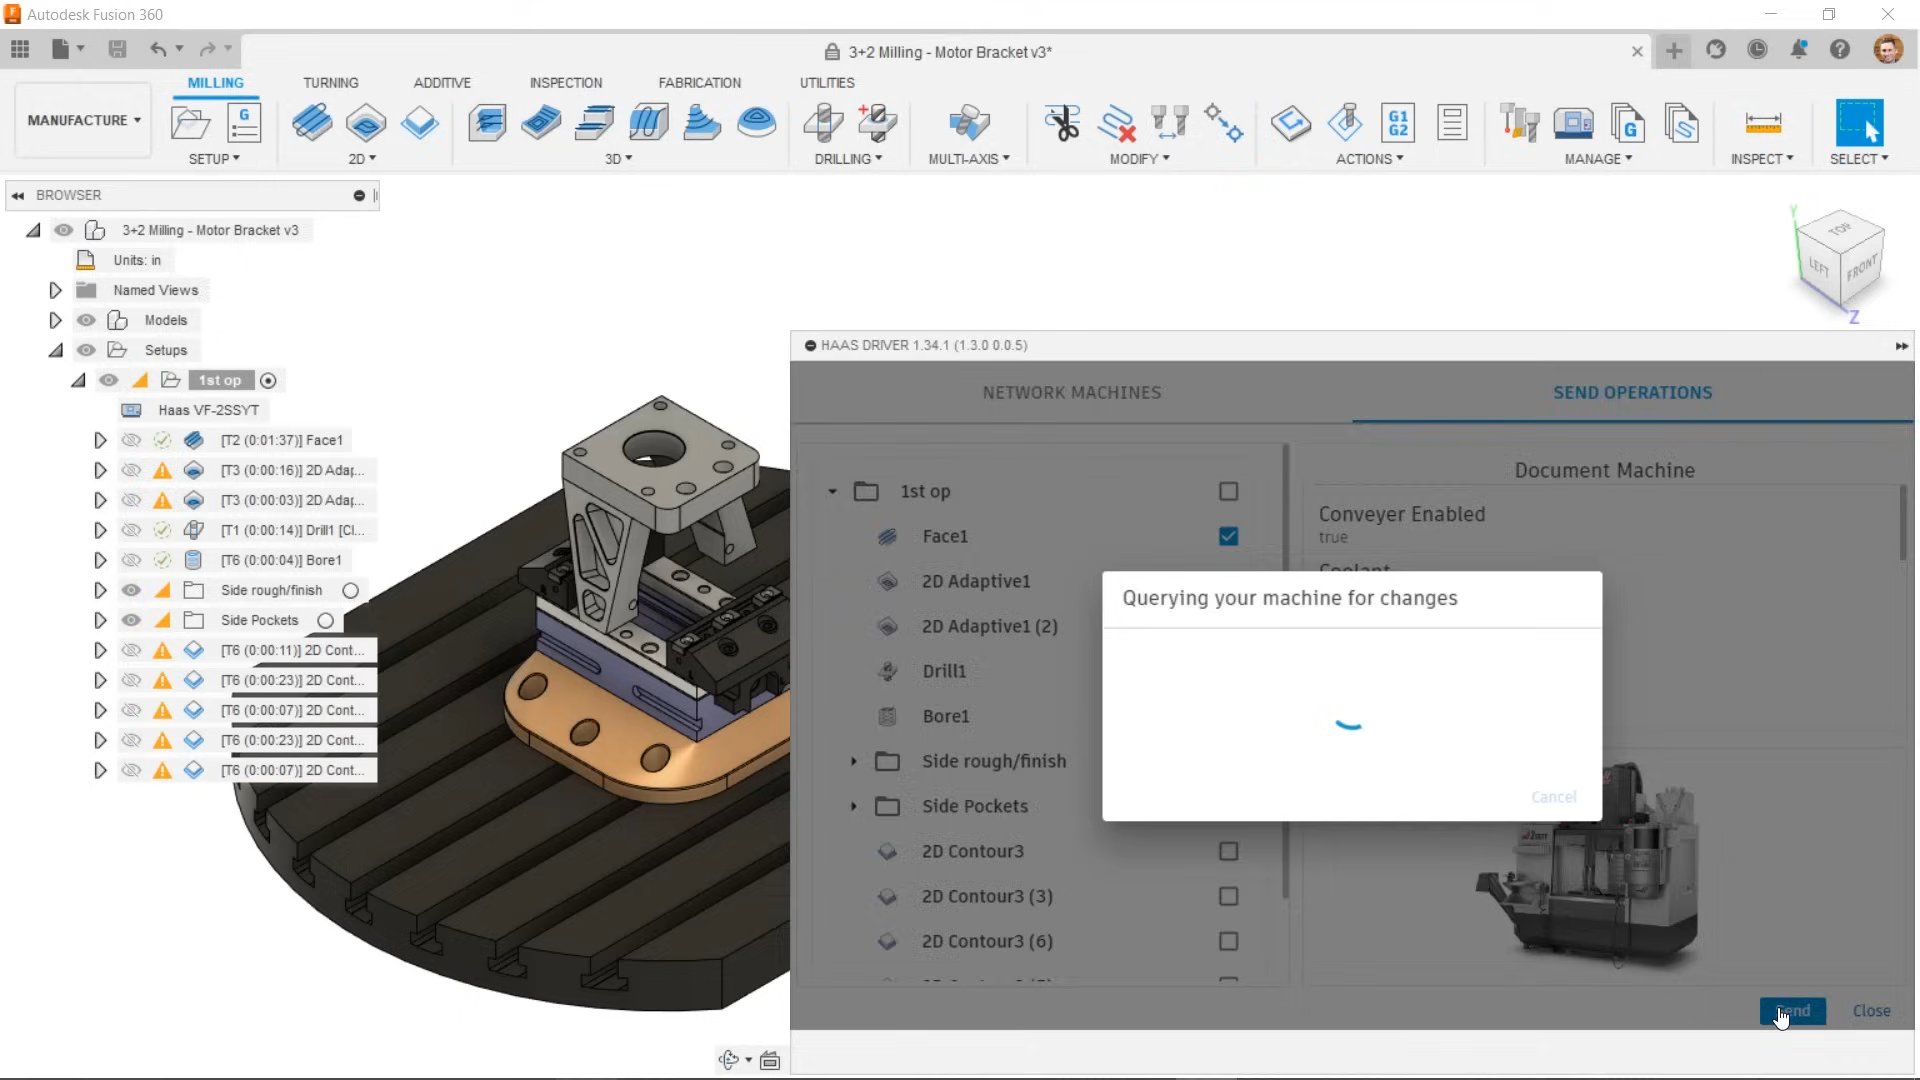 Autodesk Fusion 360
3+2 Milling - Motor Bracket v3*
MILLING TURNING ADDITIVE INSPECTION FABRICATION UTILITIES
MANUFACTURE
G
G1
G2
G
SETUP 2D 3D DRILLING MULTI-AXIS MODIFY ACTIONS MANAGE INSPECT SELECT
BROWSER
3+2 Milling - Motor Bracket v3
Units: in
Named Views
Models
Setups
1st op
Haas VF-2SSYT
[T2 (0:01:37)] Face1
[T3 (0:00:16)] 2D Adap...
[T3 (0:00:03)] 2D Adap...
[T1 (0:00:14)] Drill1 [Cl...
[T6 (0:00:04)] Bore1
Side rough/finish
Side Pockets
[T6 (0:00:11)] 2D Cont...
[T6 (0:00:23)] 2D Cont...
[T6 (0:00:07)] 2D Cont...
[T6 (0:00:23)] 2D Cont...
[T6 (0:00:07)] 2D Cont...
Y
TOP
LEFT FRONT
Z
HAAS DRIVER 1.34.1 (1.3.0 0.0.5)
NETWORK MACHINES SEND OPERATIONS
1st op
Face1
2D Adaptive1
2D Adaptive1 (2)
Drill1
Bore1
Side rough/finish
Side Pockets
2D Contour3
2D Contour3 (3)
2D Contour3 (6)
Document Machine
Conveyer Enabled
true
Coolant
Querying your machine for changes
Cancel
Send Close